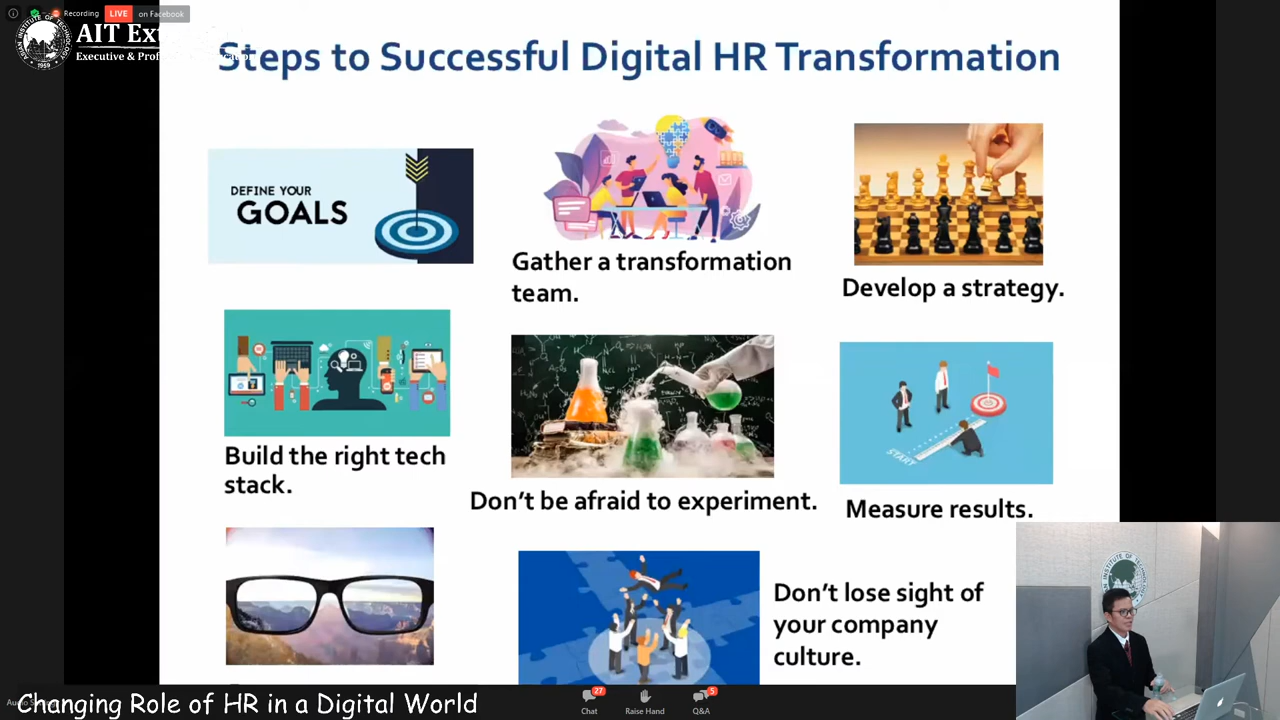 Recording
LIVE
on Facebook
AIT Ext
Executive & Prof
Steps to Successful Digital HR Transformation
DEFINE YOUR
GOALS
Gather a transformation
team.
Develop a strategy.
Build the right tech
stack.
Don't be afraid to experiment.
START
Measure results.
Don't lose sight of
your company
culture.
Changing Role of HR in a Digital World
27
Chat
Raise Hand
5
Q&A